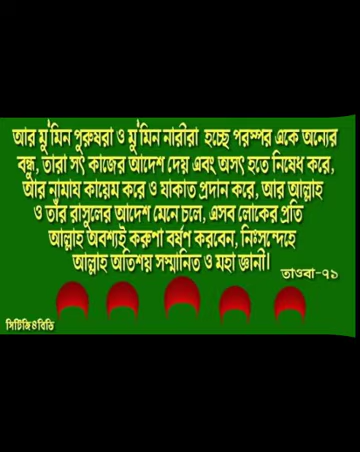 আর মু'মিন পুরুষরা ও মু'মিন নারীরা হচ্ছে পরস্পর একে অন্যের
বন্ধু, তারা সৎ কাজের আদেশ দেয় এবং অসৎ হতে নিষেধ করে,
আর নামায কায়েম করে ও যাকাত প্রদান করে, আর আল্লাহ
ও তাঁর রাসুলের আদেশ মেনে চলে, এসব লোকের প্রতি
আল্লাহ অবশ্যই করুণা বর্ষণ করবেন, নিঃসন্দেহে
আল্লাহ অতিশয় সম্মানিত ও মহা জ্ঞানী।
তাওবা-৭১
সিটিজি৪বিডি